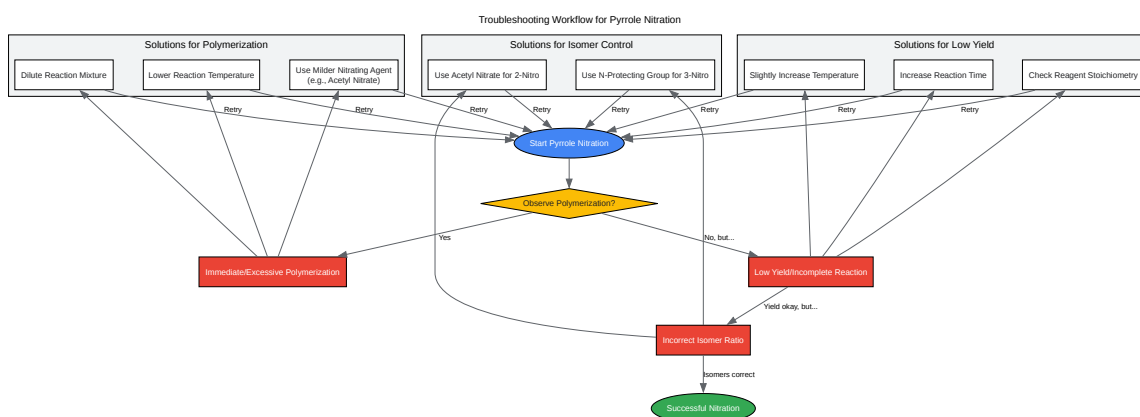 Troubleshooting Workflow for Pyrrole Nitration
Solutions for Polymerization
Solutions for Isomer Control
Solutions for Low Yield
Dilute Reaction Mixture
Lower Reaction Temperature
Use Milder Nitrating Agent
(e.g., Acetyl Nitrate)
Use Acetyl Nitrate for 2-Nitro
Use N-Protecting Group for 3-Nitro
Slightly Increase Temperature
Increase Reaction Time
Check Reagent Stoichiometry
Retry
Retry
Retry
Retry
Retry
Retry
Retry
Retry
Start Pyrrole Nitration
Observe Polymerization?
Yes
No, but...
Immediate/Excessive Polymerization
Low Yield/Incomplete Reaction
Yield okay, but...
Incorrect Isomer Ratio
Isomers correct
Successful Nitration